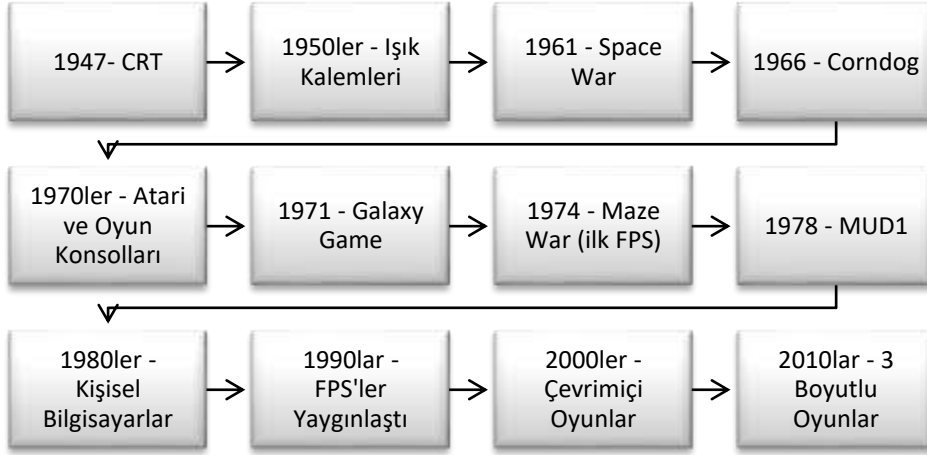 1947- CRT
1950ler - Işık
Kalemleri
1961 - Space
War
1966 - Corndog
1970ler - Atari
ve Oyun
Konsolları
1971 - Galaxy
Game
1974 - Maze
War (ilk FPS)
1978 - MUD1
1980ler -
Kişisel
Bilgisayarlar
1990lar -
FPS'ler
Yaygınlaştı
2000ler -
Çevrimiçi
Oyunlar
2010lar - 3
Boyutlu
Oyunlar